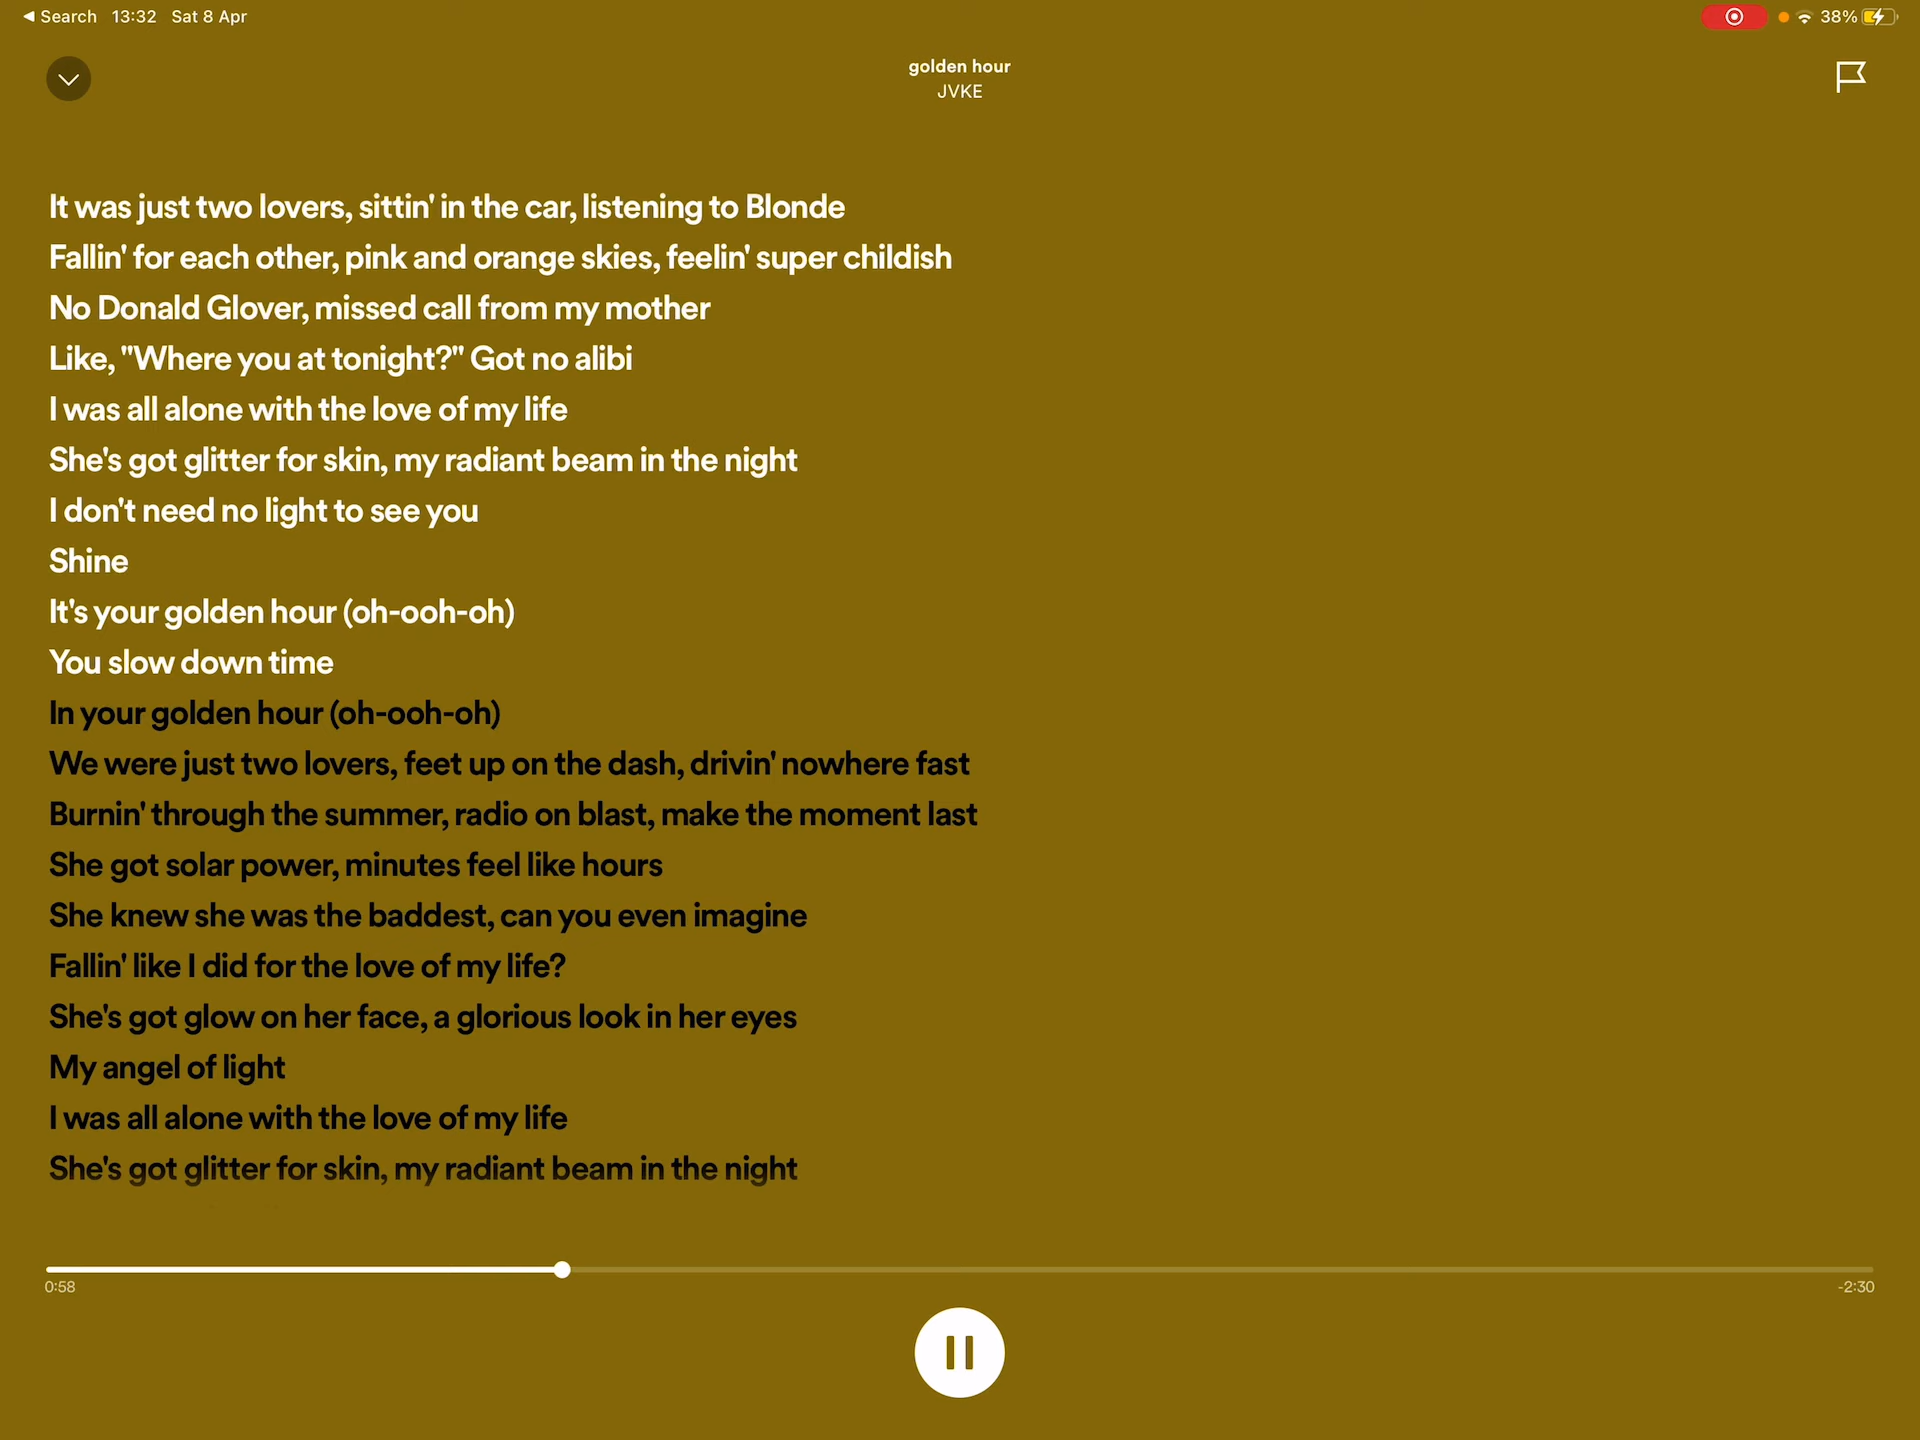 ◀ Search 13:32 Sat 8 Apr 38%
golden hour
JVKE
It was just two lovers, sittin' in the car, listening to Blonde
Fallin' for each other, pink and orange skies, feelin' super childish
No Donald Glover, missed call from my mother
Like, "Where you at tonight?" Got no alibi
I was all alone with the love of my life
She's got glitter for skin, my radiant beam in the night
I don't need no light to see you
Shine
It's your golden hour (oh-ooh-oh)
You slow down time
In your golden hour (oh-ooh-oh)
We were just two lovers, feet up on the dash, drivin' nowhere fast
Burnin' through the summer, radio on blast, make the moment last
She got solar power, minutes feel like hours
She knew she was the baddest, can you even imagine
Fallin' like I did for the love of my life?
She's got glow on her face, a glorious look in her eyes
My angel of light
I was all alone with the love of my life
She's got glitter for skin, my radiant beam in the night
0:58 -2:30